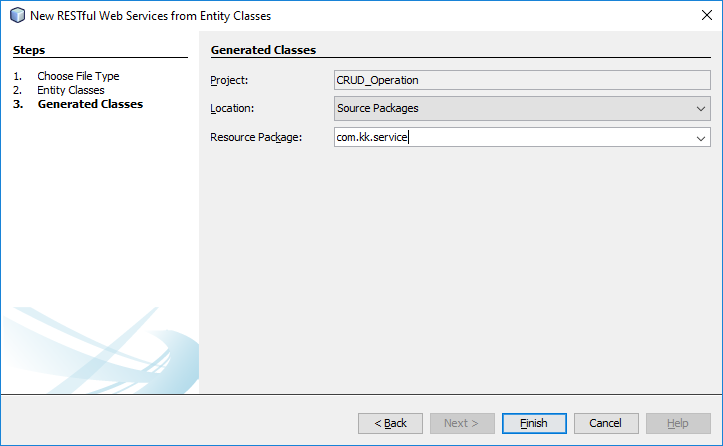 New RESTful Web Services from Entity Classes
Steps
1. Choose File Type
2. Entity Classes
3. Generated Classes
Generated Classes
Project: CRUD_Operation
Location: Source Packages
Resource Package: com.kk.service
< Back Next > Finish Cancel Help